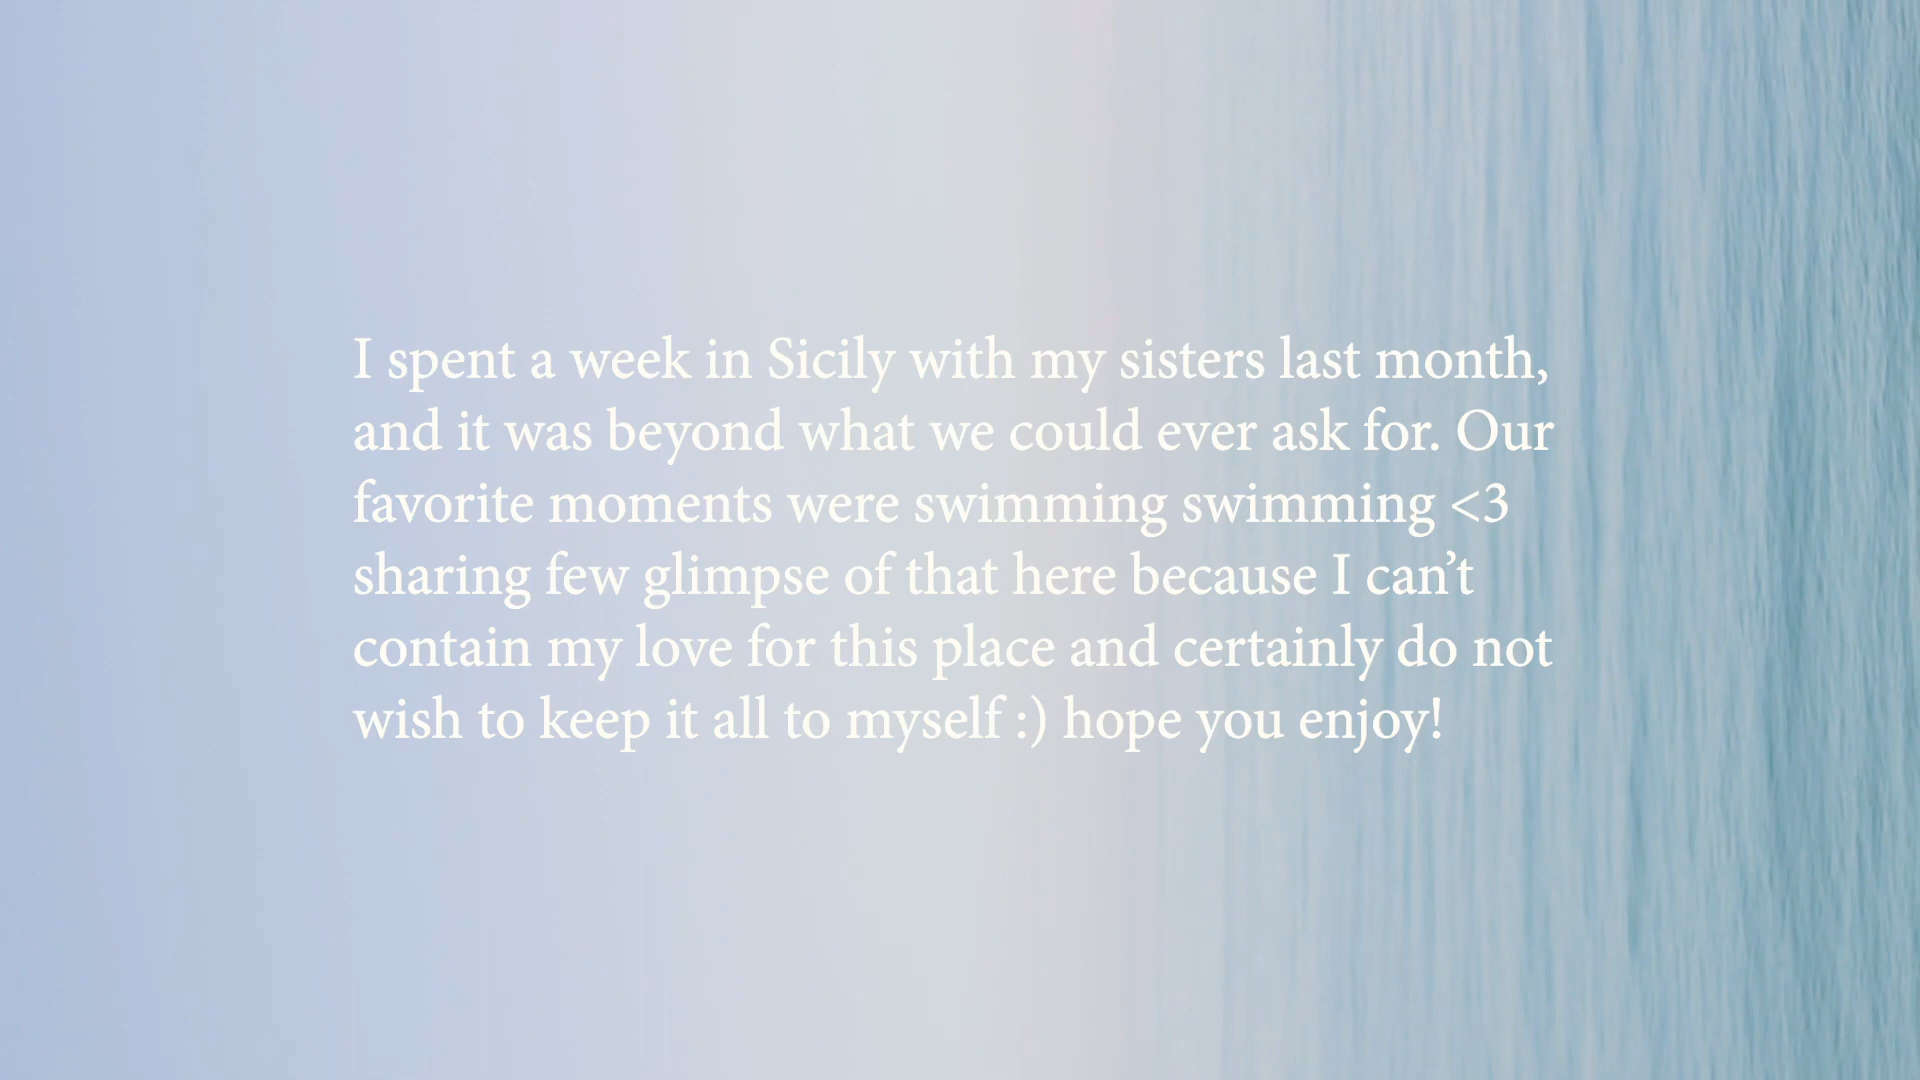 I spent a week in Sicily with my sisters last month,
and it was beyond what we could ever ask for. Our
favorite moments were swimming swimming <3
sharing few glimpse of that here because I can’t
contain my love for this place and certainly do not
wish to keep it all to myself :) hope you enjoy!